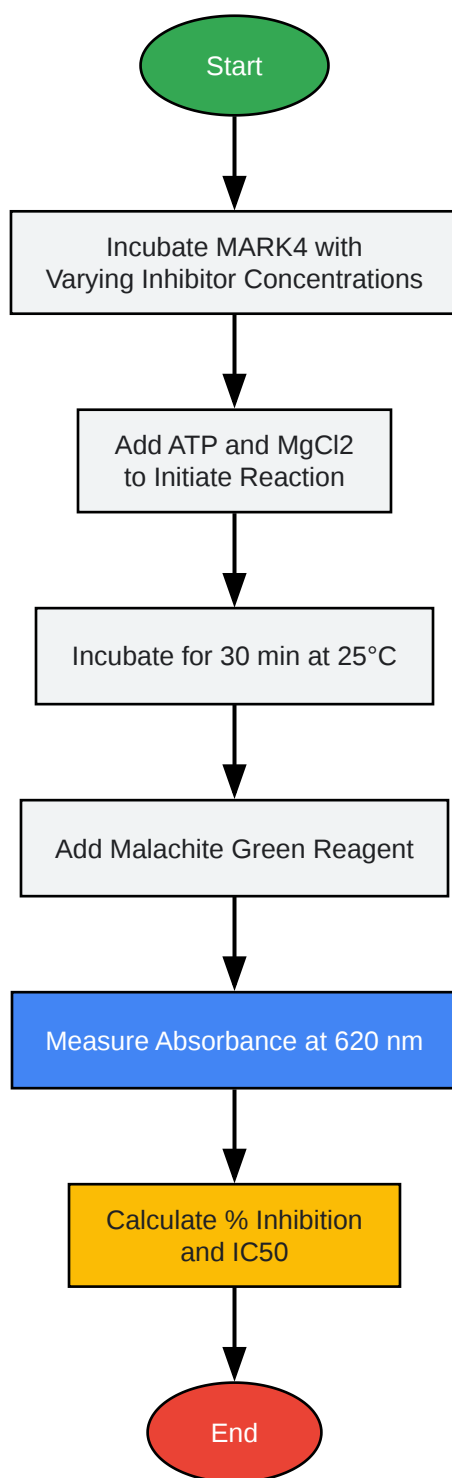 Start
Incubate MARK4 with
Varying Inhibitor Concentrations
Add ATP and MgCl2
to Initiate Reaction
Incubate for 30 min at 25°C
Add Malachite Green Reagent
Measure Absorbance at 620 nm
Calculate % Inhibition
and IC50
End